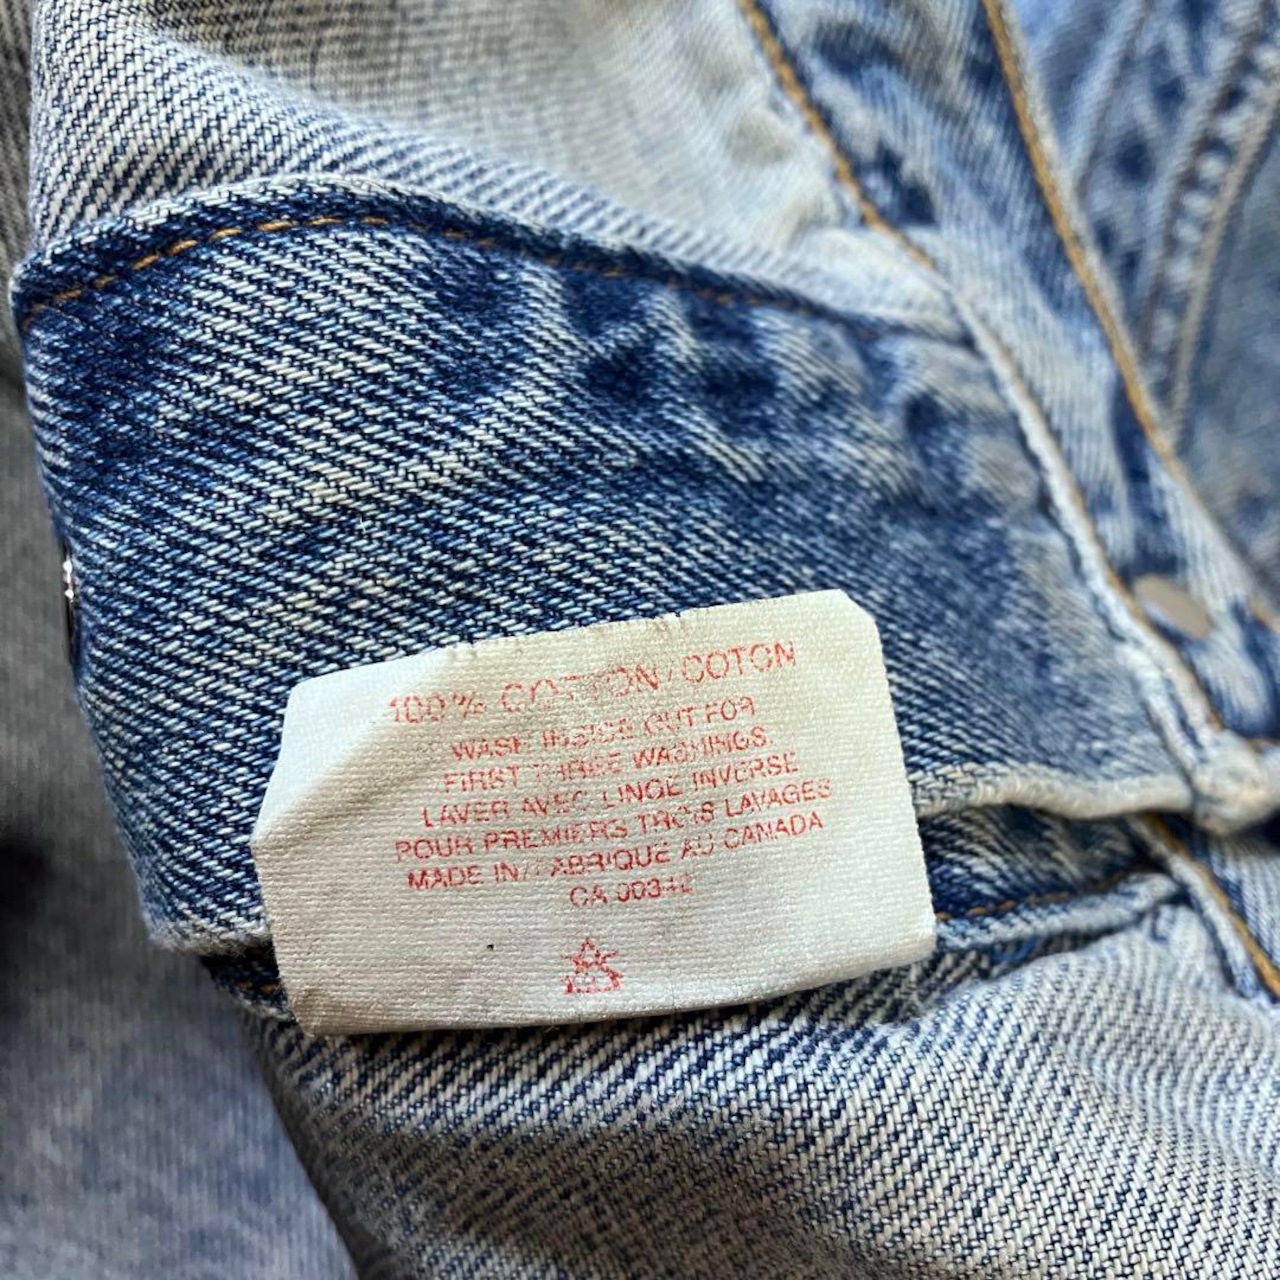 100% COTTON/COTON
WASH INSIDE OUT FOR
FIRST THREE WASHINGS.
LAVER AVEC LINGE INVERSE
POUR PREMIERS TROIS LAVAGES
MADE IN/FABRIQUE AU CANADA
CA 00342